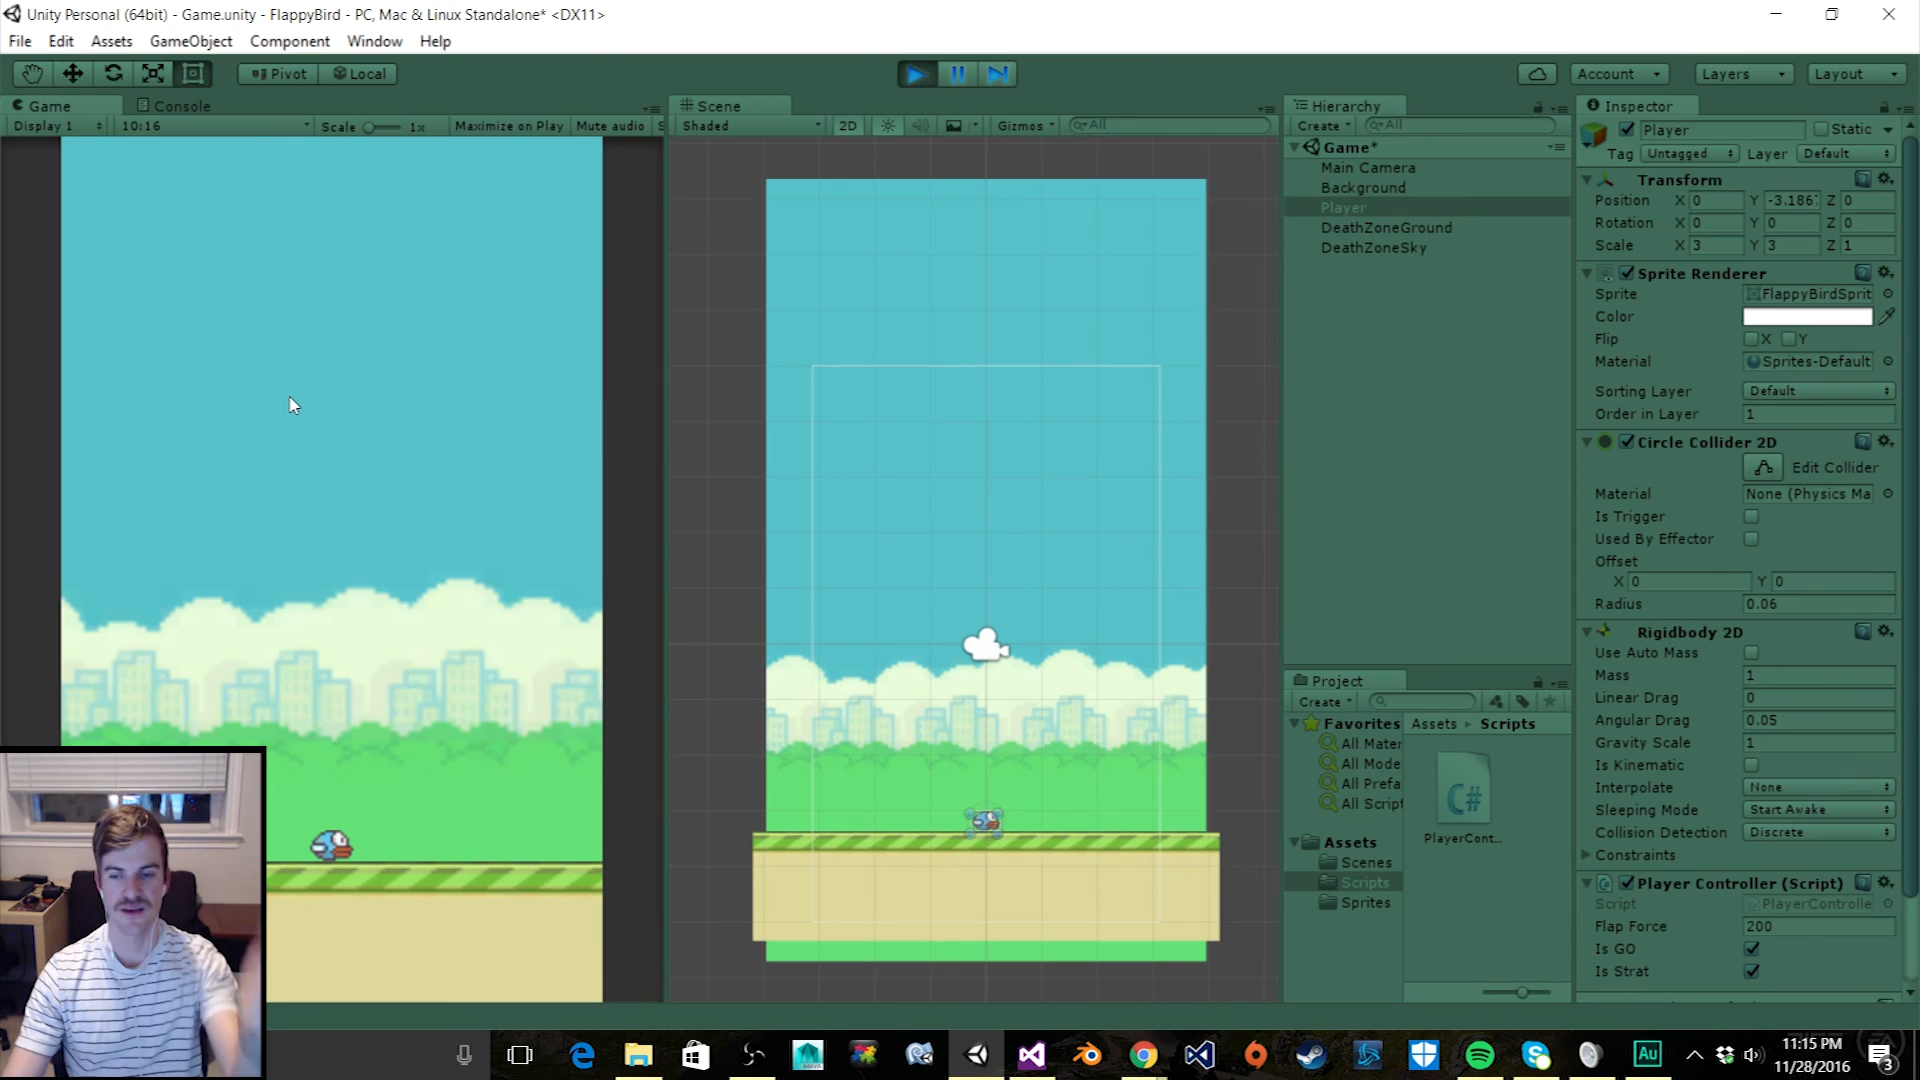 Unity Personal (64bit) - Game.unity - FlappyBird - PC, Mac & Linux Standalone* <DX11>
File Edit Assets GameObject Component Window Help
Pivot Local Account Layers Layout
Game Console
Display 1 10:16 Scale 1x Maximize on Play Mute audio S
Scene
Shaded 2D Gizmos All
Hierarchy
Create All
Game*
Main Camera
Background
Player
DeathZoneGround
DeathZoneSky
Project
Create
Favorites
All Mater
All Mode
All Prefa
All Script
Assets
Scenes
Scripts
Sprites
Assets Scripts
C#
PlayerCont...
Inspector
Player Static
Tag Untagged Layer Default
Transform
Position X 0 Y -3.186 Z 0
Rotation X 0 Y 0 Z 0
Scale X 3 Y 3 Z 1
Sprite Renderer
Sprite FlappyBirdSprit
Color
Flip X Y
Material Sprites-Default
Sorting Layer Default
Order in Layer 1
Circle Collider 2D
Edit Collider
Material None (Physics Ma
Is Trigger
Used By Effector
Offset
X 0 Y 0
Radius 0.06
Rigidbody 2D
Use Auto Mass
Mass 1
Linear Drag 0
Angular Drag 0.05
Gravity Scale 1
Is Kinematic
Interpolate None
Sleeping Mode Start Awake
Collision Detection Discrete
Constraints
Player Controller (Script)
Script PlayerControlle
Flap Force 200
Is GO
Is Strat
Au
11:15 PM
11/28/2016
3